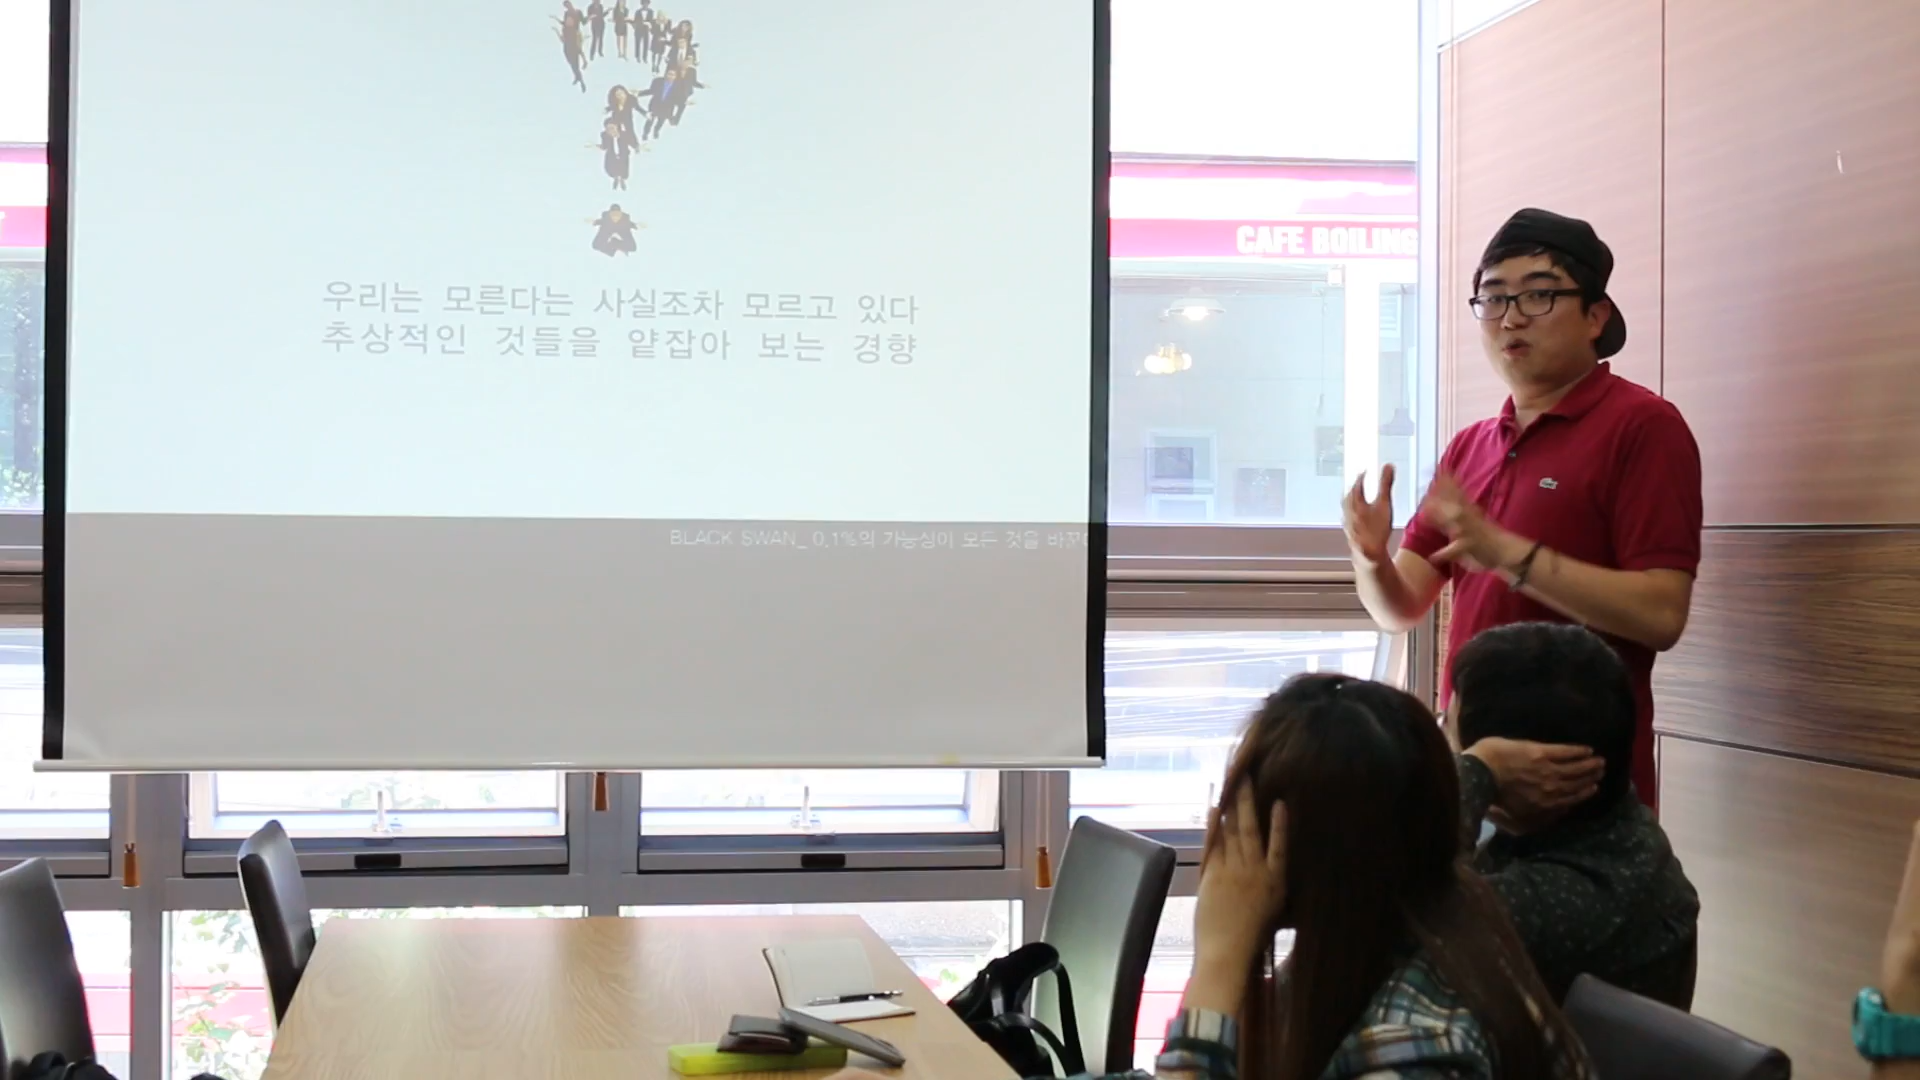 우리는 모른다는 사실조차 모르고 있다
추상적인 것들을 얕잡아 보는 경향
BLACK SWAN_ 0.1%의 가능성이 모든 것을 바꾼다
CAFE BOILING